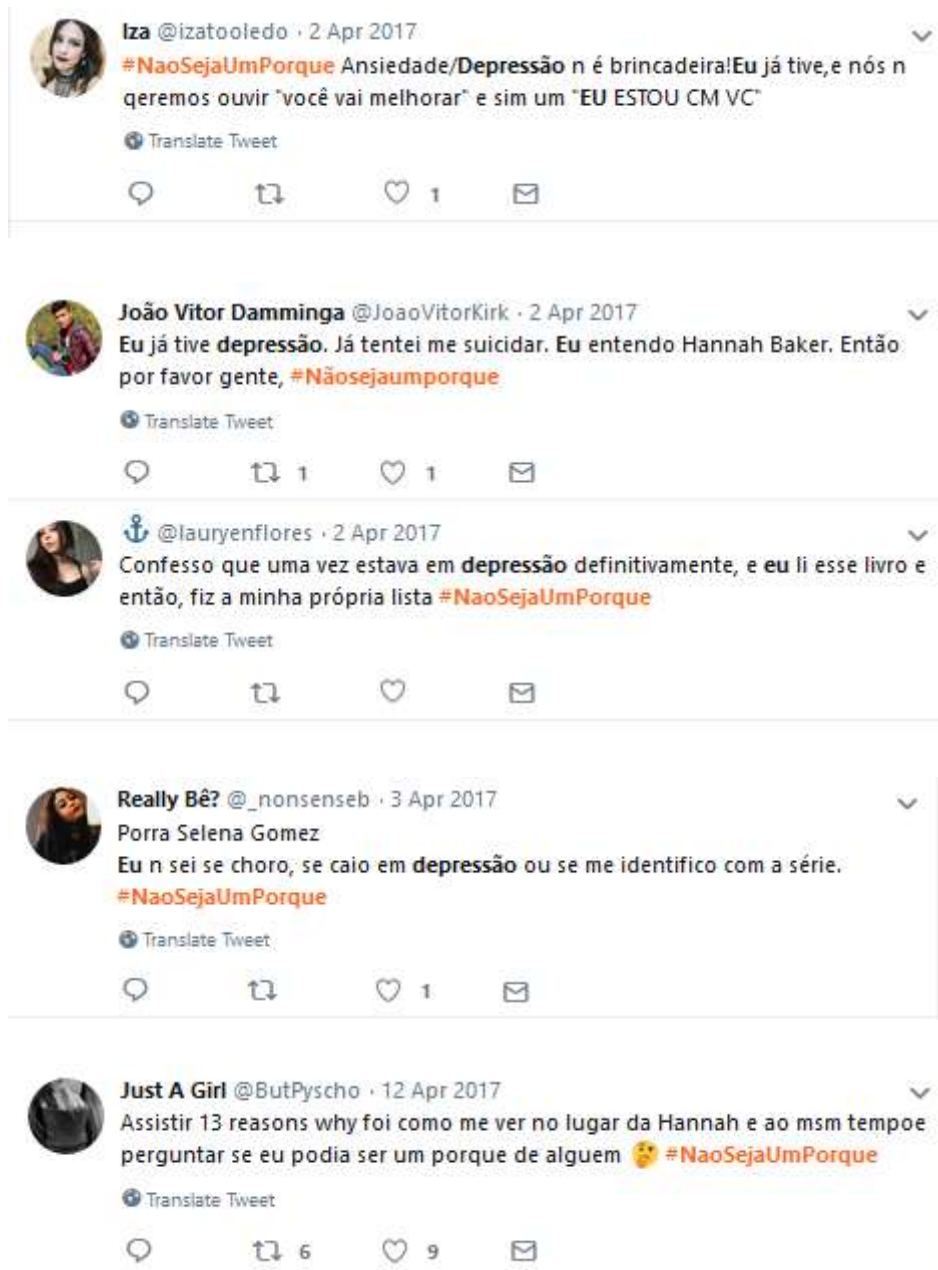 Iza @izatooledo · 2 Apr 2017
#NaoSejaUmPorque Ansiedade/Depressão n é brincadeira!Eu já tive,e nós n
qeremos ouvir "você vai melhorar" e sim um "EU ESTOU CM VC"
Translate Tweet
1
João Vitor Damminga @JoaoVitorKirk · 2 Apr 2017
Eu já tive depressão. Já tentei me suicidar. Eu entendo Hannah Baker. Então
por favor gente, #Nãosejaumporque
Translate Tweet
1 1
@lauryenflores · 2 Apr 2017
Confesso que uma vez estava em depressão definitivamente, e eu li esse livro e
então, fiz a minha própria lista #NaoSejaUmPorque
Translate Tweet
Really Bê? @_nonsenseb · 3 Apr 2017
Porra Selena Gomez
Eu n sei se choro, se caio em depressão ou se me identifico com a série.
#NaoSejaUmPorque
Translate Tweet
1
Just A Girl @ButPyscho · 12 Apr 2017
Assistir 13 reasons why foi como me ver no lugar da Hannah e ao msm tempoe
perguntar se eu podia ser um porque de alguem 🤔 #NaoSejaUmPorque
Translate Tweet
6 9